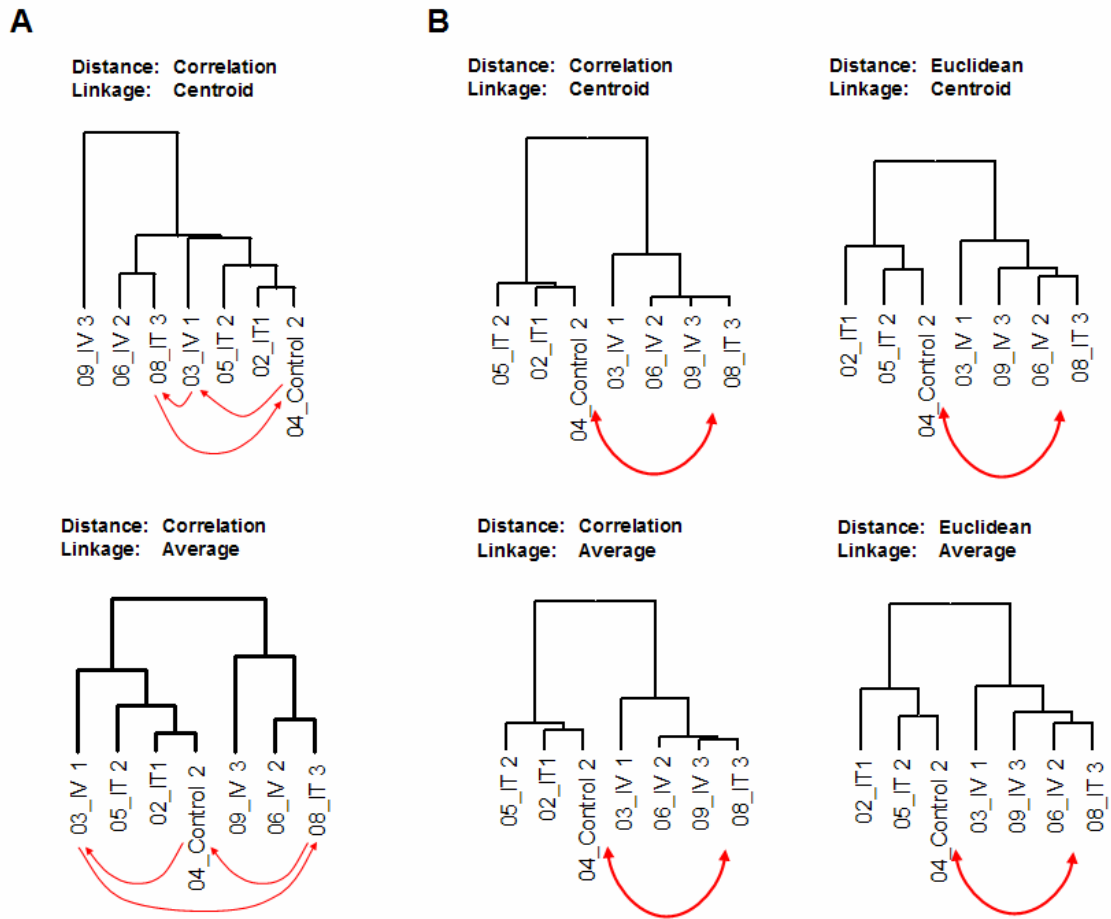 A
B
Distance: Correlation
Linkage: Centroid
09_IV 3
06_IV 2
08_IT 3
03_IV 1
05_IT 2
02_IT1
04_Control 2
Distance: Correlation
Linkage: Centroid
05_IT 2
02_IT1
04_Control 2
03_IV 1
06_IV 2
09_IV 3
08_IT 3
Distance: Euclidean
Linkage: Centroid
02_IT1
05_IT 2
04_Control 2
03_IV 1
09_IV 3
06_IV 2
08_IT 3
Distance: Correlation
Linkage: Average
03_IV 1
05_IT 2
02_IT1
04_Control 2
09_IV 3
06_IV 2
08_IT 3
Distance: Correlation
Linkage: Average
05_IT 2
02_IT1
04_Control 2
03_IV 1
06_IV 2
09_IV 3
08_IT 3
Distance: Euclidean
Linkage: Average
02_IT1
05_IT 2
04_Control 2
03_IV 1
09_IV 3
06_IV 2
08_IT 3